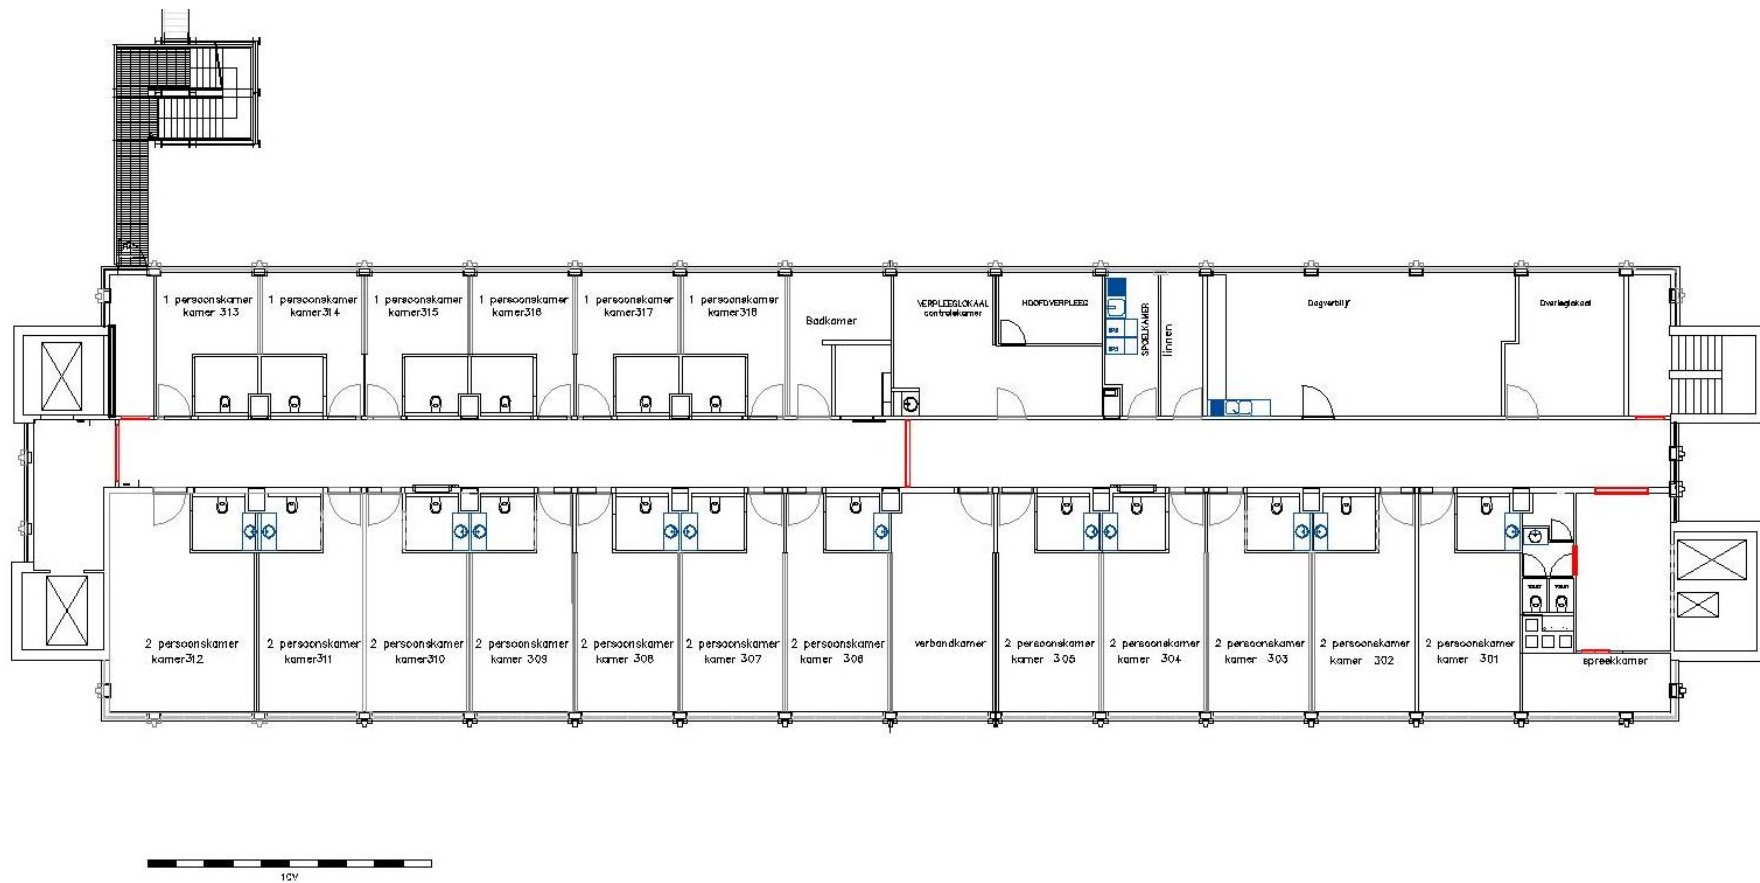 1 persoonskamer
kamer 313
1 persoonskamer
kamer314
1 persoonskamer
kamer315
1 persoonskamer
kamer316
1 persoonskamer
kamer317
1 persoonskamer
kamer318
Badkamer
VERPLEEGLOKAAL
controlekamer
HOOFDVERPLEEG
SPOELKAMER
linnen
Dagverblijf
Overleglokaal
2 persoonskamer
kamer312
2 persoonskamer
kamer311
2 persoonskamer
kamer310
2 persoonskamer
kamer 309
2 persoonskamer
kamer 308
2 persoonskamer
kamer 307
2 persoonskamer
kamer 306
verbandkamer
2 persoonskamer
kamer 305
2 persoonskamer
kamer 304
2 persoonskamer
kamer 303
2 persoonskamer
kamer 302
2 persoonskamer
kamer 301
TOILET
TOILET
spreekkamer